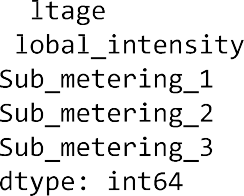 ltage
lobal_intensity
Sub_metering_1
Sub_metering_2
Sub_metering_3
dtype: int64